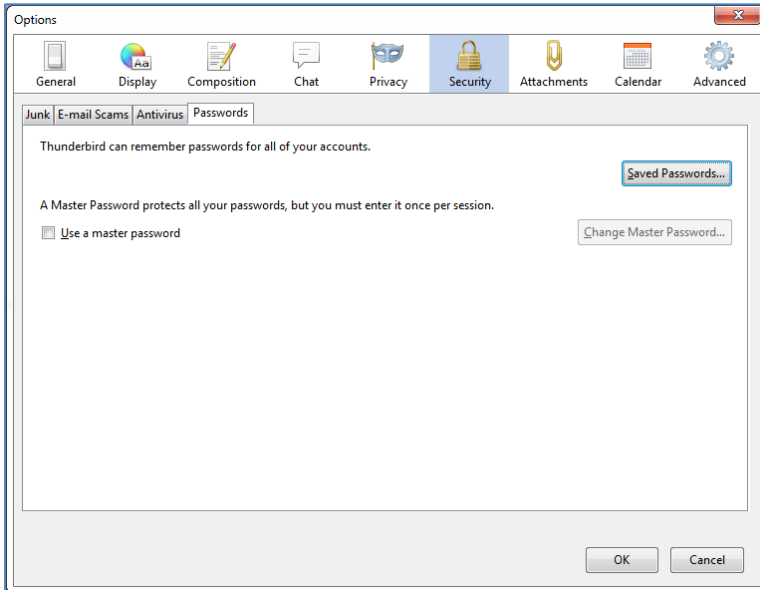 Options
General Display Composition Chat Privacy Security Attachments Calendar Advanced
Junk E-mail Scams Antivirus Passwords
Thunderbird can remember passwords for all of your accounts.
Saved Passwords...
A Master Password protects all your passwords, but you must enter it once per session.
Use a master password Change Master Password...
OK Cancel